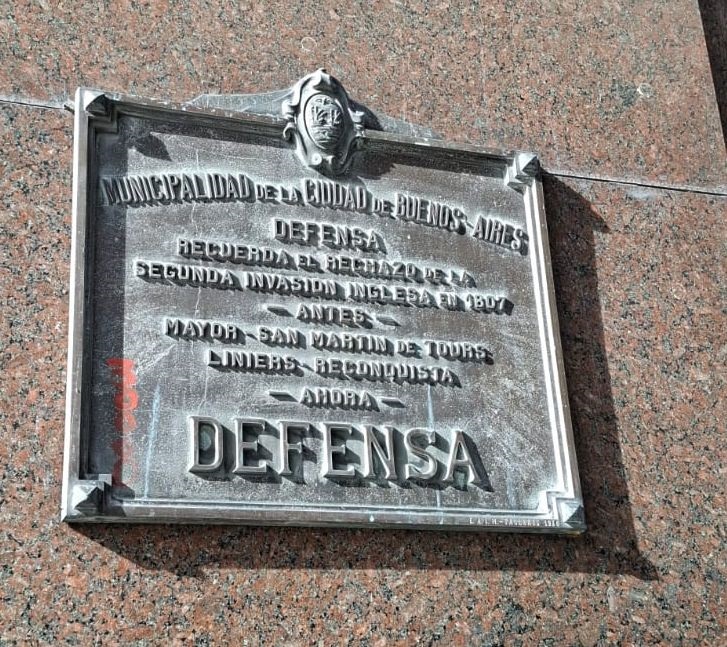 MUNICIPALIDAD DE LA CIUDAD DE BUENOS-AIRES
DEFENSA
RECUERDA EL RECHAZO DE LA
SEGUNDA INVASION INGLESA EN 1807
- ANTES -
MAYOR - SAN MARTIN DE TOURS
LINIERS - RECONQUISTA
- AHORA -
DEFENSA